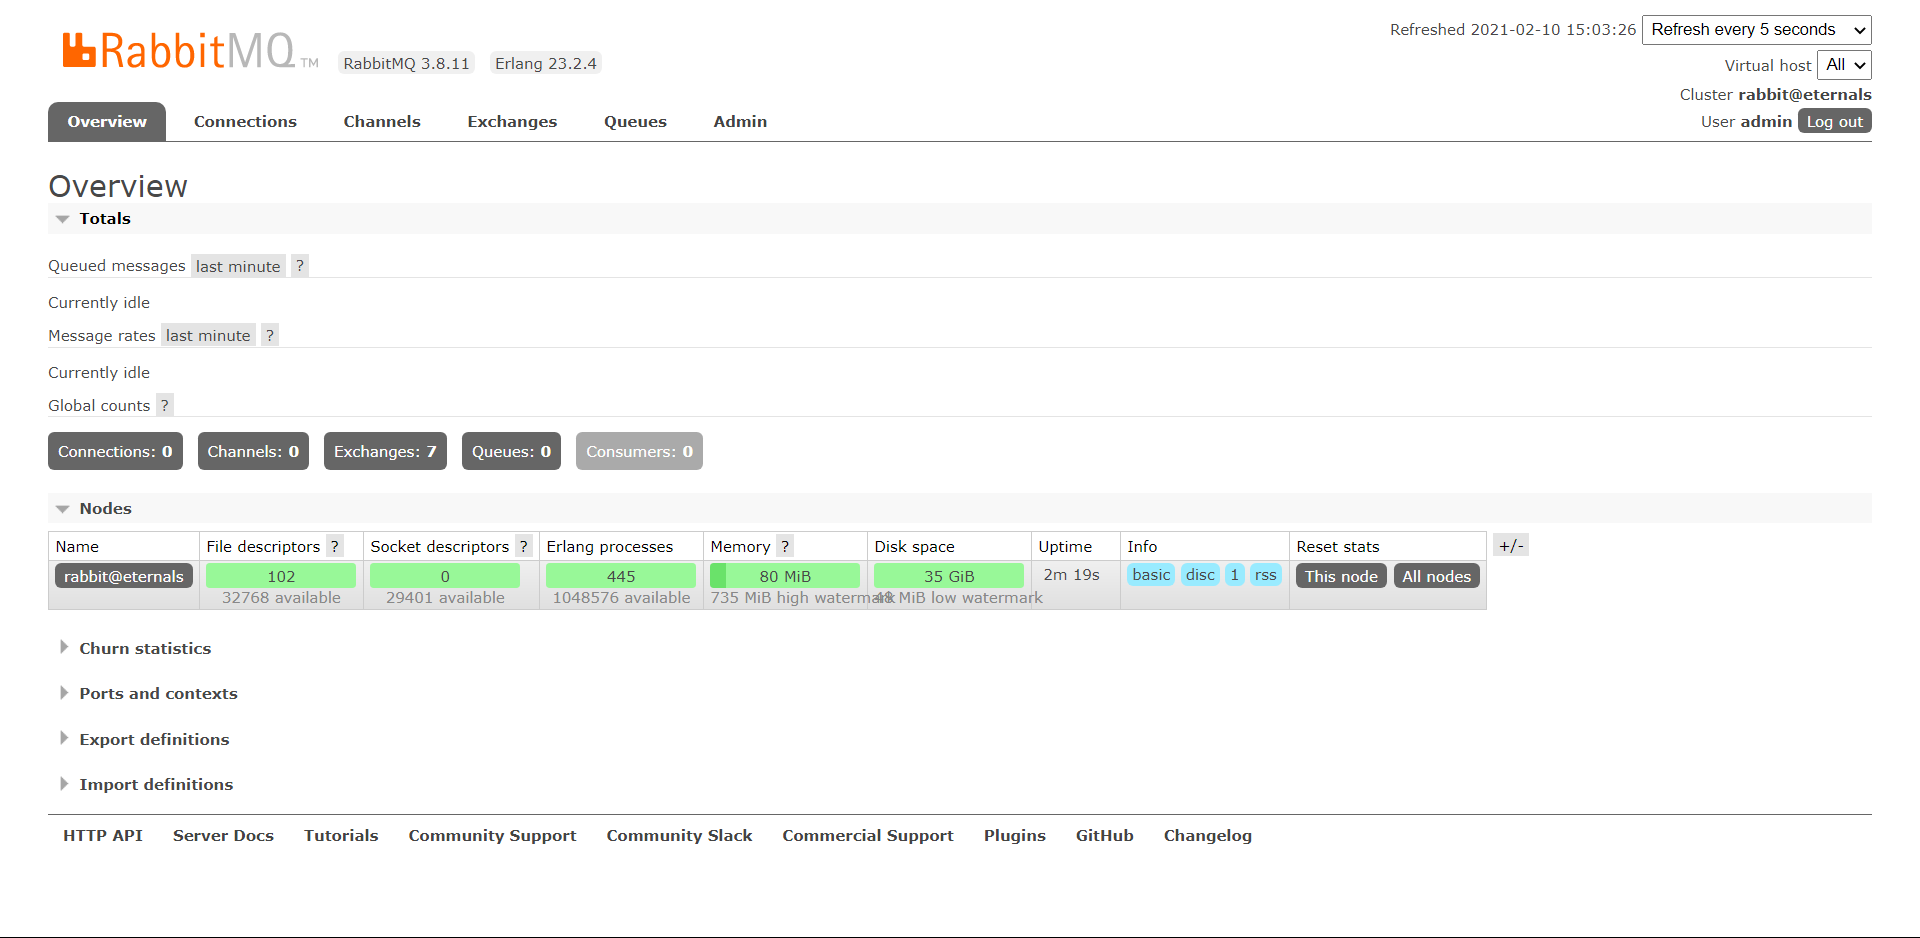 RabbitMQ TM RabbitMQ 3.8.11 Erlang 23.2.4
Refreshed 2021-02-10 15:03:26 Refresh every 5 seconds
Virtual host All
Cluster rabbit@eternals
User admin Log out
Overview Connections Channels Exchanges Queues Admin
Overview
Totals
Queued messages last minute ?
Currently idle
Message rates last minute ?
Currently idle
Global counts ?
Connections: 0 Channels: 0 Exchanges: 7 Queues: 0 Consumers: 0
Nodes
Name File descriptors ? Socket descriptors ? Erlang processes Memory ? Disk space Uptime Info Reset stats +/-
rabbit@eternals 102 0 445 80 MiB 35 GiB 2m 19s basic disc 1 rss This node All nodes
32768 available 29401 available 1048576 available 735 MiB high watermark 48 MiB low watermark
Churn statistics
Ports and contexts
Export definitions
Import definitions
HTTP API Server Docs Tutorials Community Support Community Slack Commercial Support Plugins GitHub Changelog